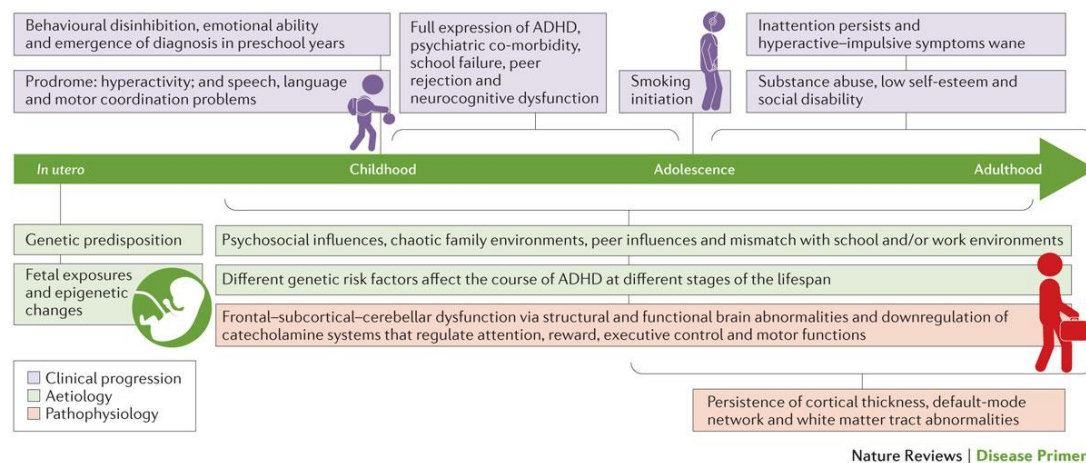 Behavioural disinhibition, emotional ability
and emergence of diagnosis in preschool years
Prodrome: hyperactivity; and speech, language
and motor coordination problems
Full expression of ADHD,
psychiatric co-morbidity,
school failure, peer
rejection and
neurocognitive dysfunction
Smoking
initiation
Inattention persists and
hyperactive–impulsive symptoms wane
Substance abuse, low self-esteem and
social disability
In utero
Childhood
Adolescence
Adulthood
Genetic predisposition
Fetal exposures
and epigenetic
changes
Psychosocial influences, chaotic family environments, peer influences and mismatch with school and/or work environments
Different genetic risk factors affect the course of ADHD at different stages of the lifespan
Frontal–subcortical–cerebellar dysfunction via structural and functional brain abnormalities and downregulation of
catecholamine systems that regulate attention, reward, executive control and motor functions
Clinical progression
Aetiology
Pathophysiology
Persistence of cortical thickness, default-mode
network and white matter tract abnormalities
Nature Reviews | Disease Primer